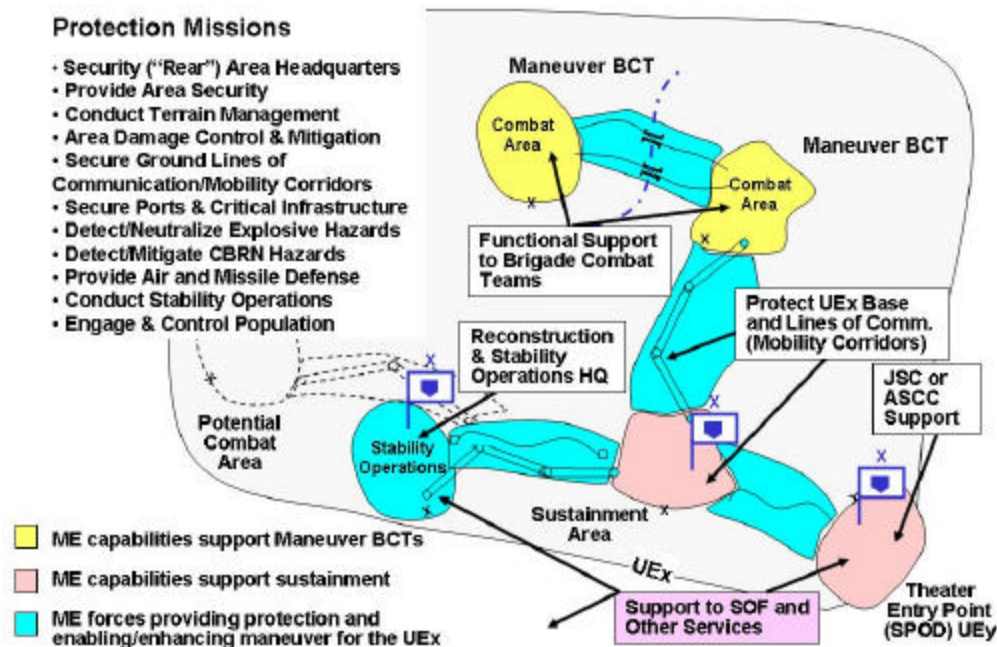 Protection Missions
• Security (“Rear”) Area Headquarters
• Provide Area Security
• Conduct Terrain Management
• Area Damage Control & Mitigation
• Secure Ground Lines of
Communication/Mobility Corridors
• Secure Ports & Critical Infrastructure
• Detect/Neutralize Explosive Hazards
• Detect/Mitigate CBRN Hazards
• Provide Air and Missile Defense
• Conduct Stability Operations
• Engage & Control Population
Maneuver BCT
Combat
Area
Maneuver BCT
Combat
Area
X
X
Functional Support
to Brigade Combat
Teams
Protect UEx Base
and Lines of Comm.
(Mobility Corridors)
Reconstruction
& Stability
Operations HQ
JSC or
ASCC
Support
X
X
X
X
Potential
Combat
Area
Stability
Operations
X
Sustainment
Area
X
X
UEx
Support to SOF and
Other Services
Theater
Entry Point
(SPOD) UEy
ME capabilities support Maneuver BCTs
ME capabilities support sustainment
ME forces providing protection and
enabling/enhancing maneuver for the UEx